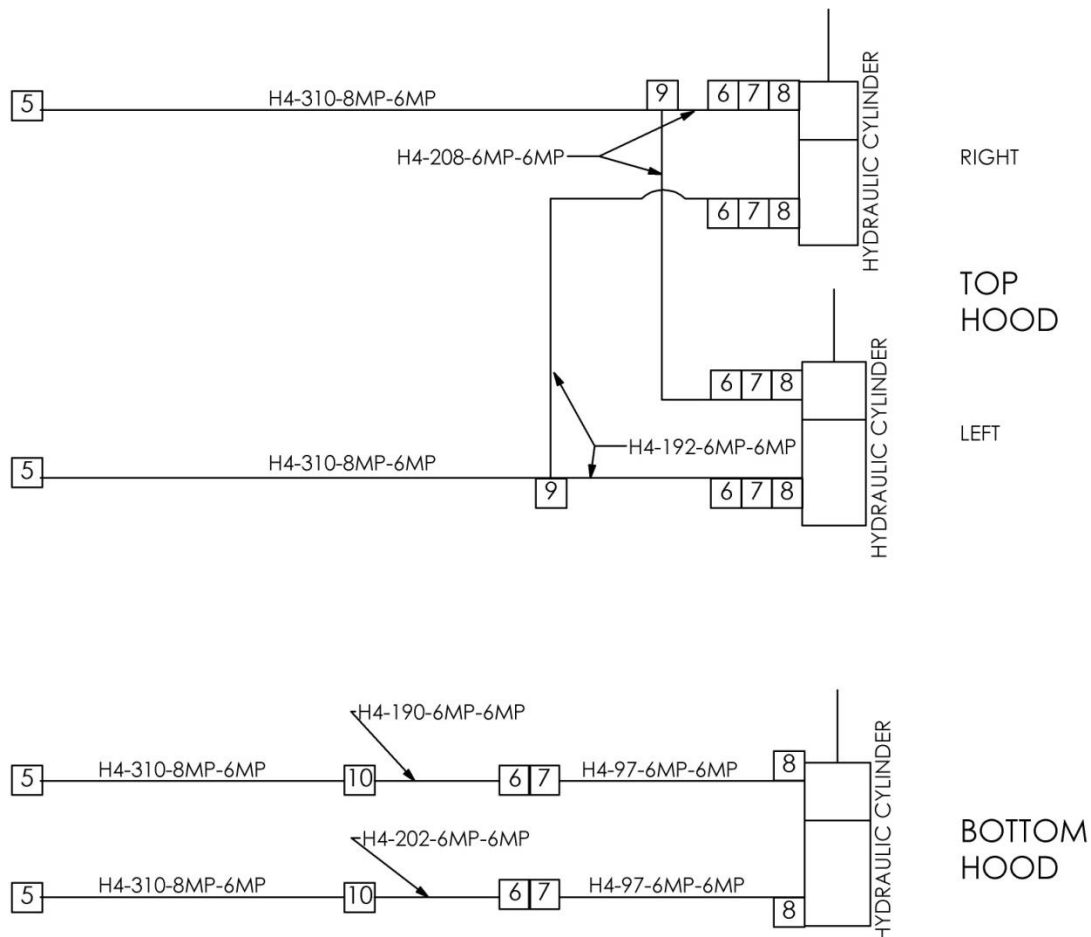 5
H4-310-8MP-6MP
9
6 7 8
HYDRAULIC CYLINDER
H4-208-6MP-6MP
RIGHT
6 7 8
TOP
HOOD
6 7 8
HYDRAULIC CYLINDER
LEFT
H4-192-6MP-6MP
5
H4-310-8MP-6MP
9
6 7 8
H4-190-6MP-6MP
5
H4-310-8MP-6MP
10
6 7
H4-97-6MP-6MP
8
HYDRAULIC CYLINDER
BOTTOM
HOOD
H4-202-6MP-6MP
5
H4-310-8MP-6MP
10
6 7
H4-97-6MP-6MP
8